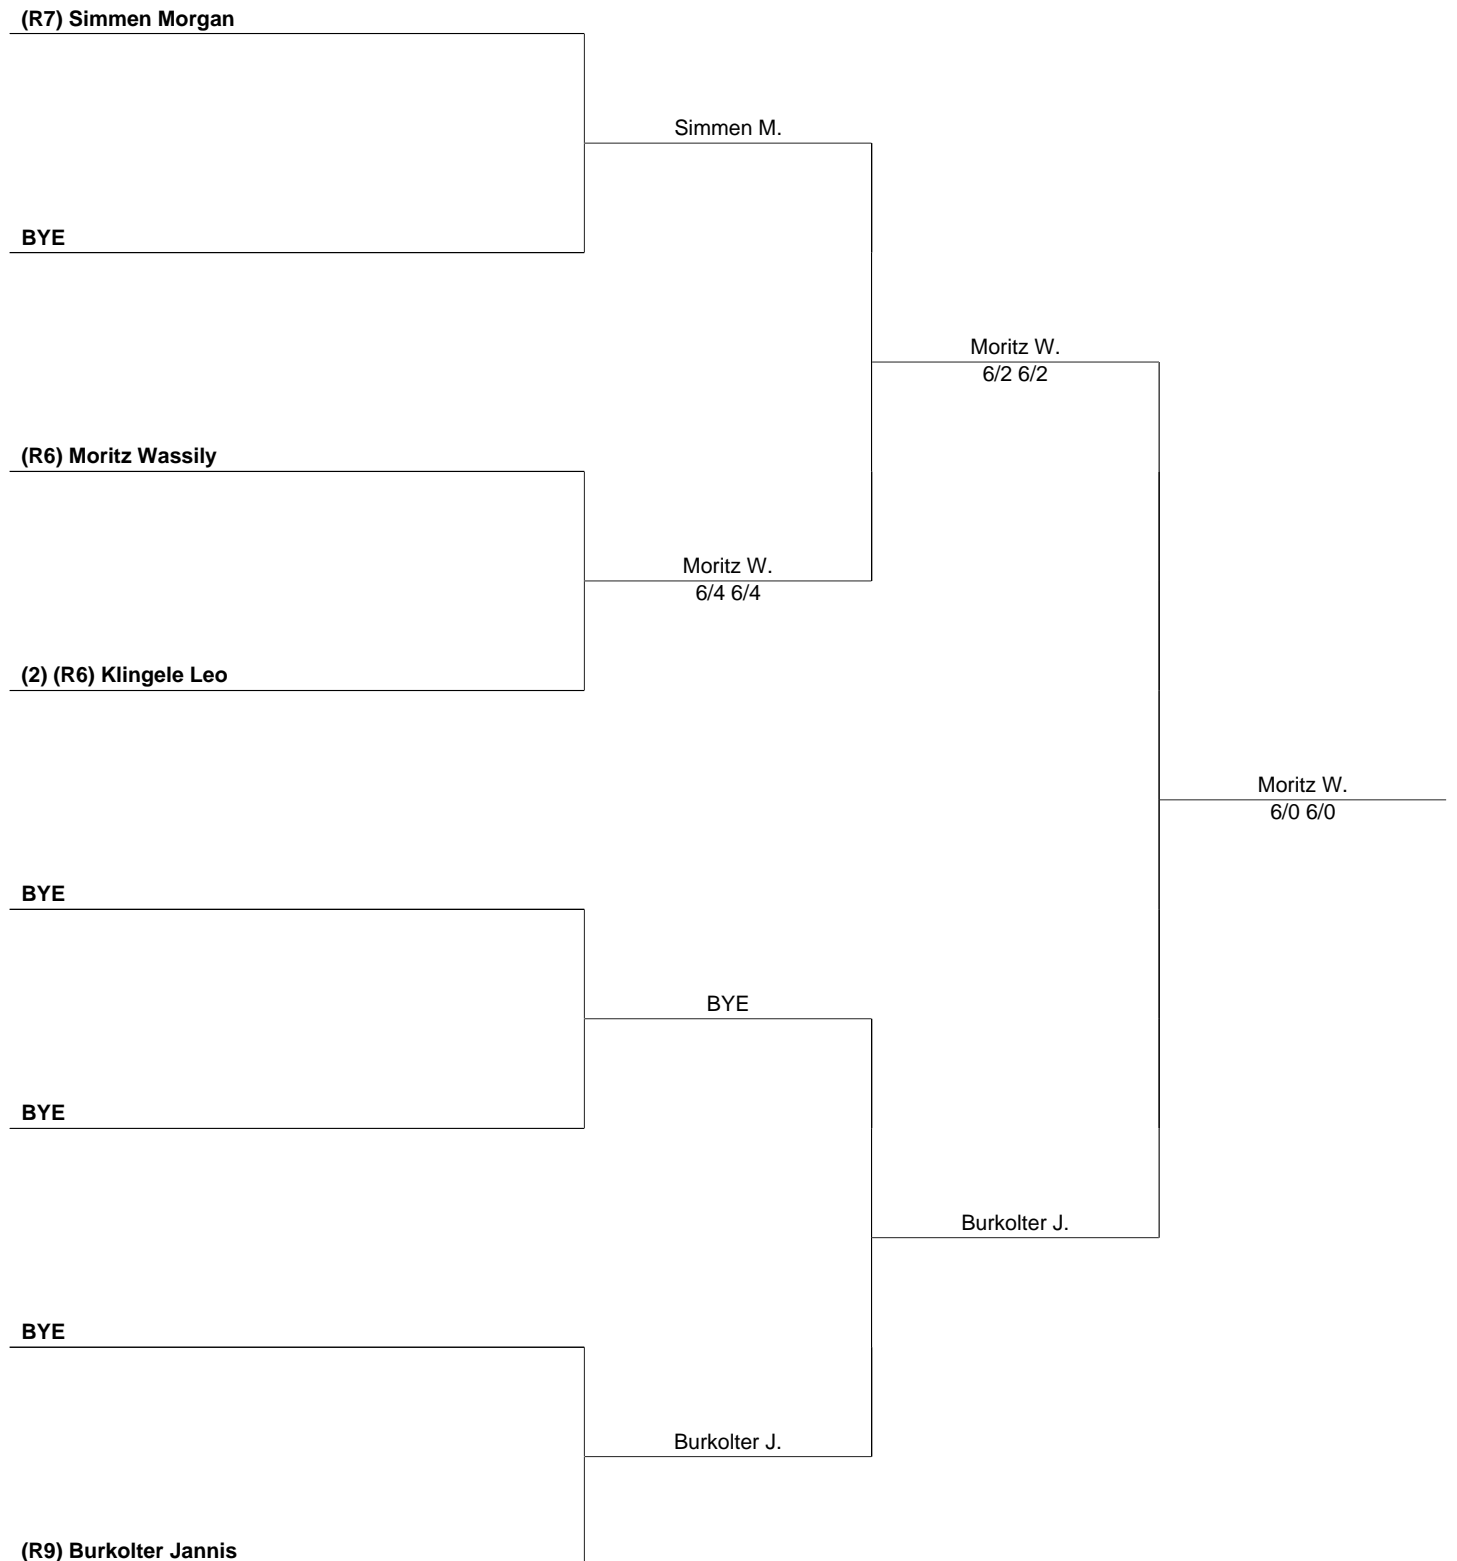 (R7) Simmen Morgan
Simmen M.
BYE
Moritz W.
6/2 6/2
(R6) Moritz Wassily
Moritz W.
6/4 6/4
(2) (R6) Klingele Leo
Moritz W.
6/0 6/0
BYE
BYE
BYE
Burkolter J.
BYE
Burkolter J.
(R9) Burkolter Jannis